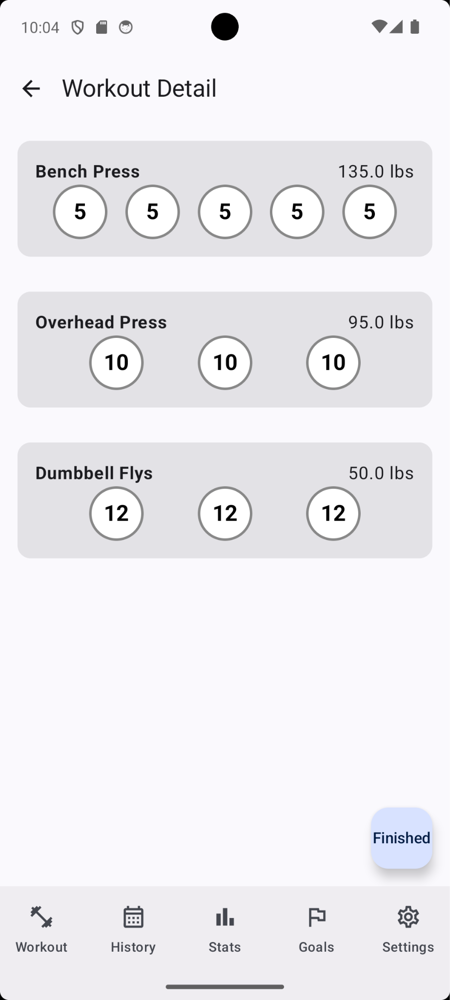 10:04
Workout Detail
Bench Press 135.0 lbs
5 5 5 5 5
Overhead Press 95.0 lbs
10 10 10
Dumbbell Flys 50.0 lbs
12 12 12
Finished
Workout History Stats Goals Settings